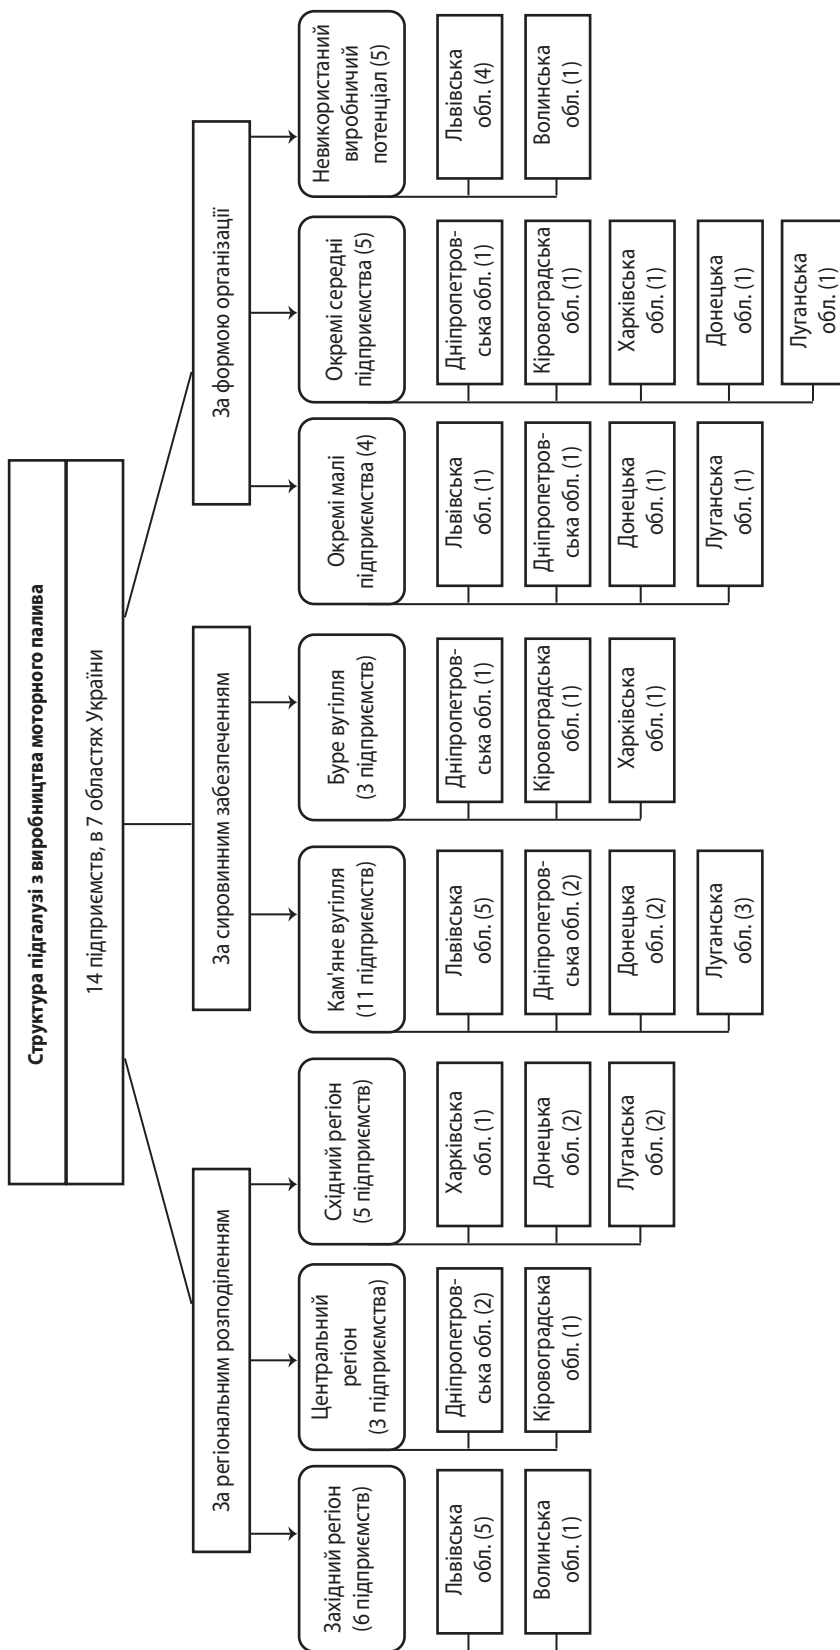 Структура підгалузі з виробництва моторного палива
14 підприємств, в 7 областях України
За регіональним розподіленням
Західний регіон
(6 підприємств)
Львівська
обл. (5)
Волинська
обл. (1)
Центральний
регіон
(3 підприємства)
Дніпропетров-
ська обл. (2)
Кіровоградська
обл. (1)
Східний регіон
(5 підприємств)
Харківська
обл. (1)
Донецька
обл. (2)
Луганська
обл. (2)
За сировинним забезпеченням
Кам'яне вугілля
(11 підприємств)
Львівська
обл. (5)
Дніпропетров-
ська обл. (2)
Донецька
обл. (2)
Луганська
обл. (3)
Буре вугілля
(3 підприємств)
Дніпропетров-
ська обл. (1)
Кіровоградська
обл. (1)
Харківська
обл. (1)
За формою організації
Окремі малі
підприємства (4)
Львівська
обл. (1)
Дніпропетров-
ська обл. (1)
Донецька
обл. (1)
Луганська
обл. (1)
Окремі середні
підприємства (5)
Дніпропетров-
ська обл. (1)
Кіровоградська
обл. (1)
Харківська
обл. (1)
Донецька
обл. (1)
Луганська
обл. (1)
Невикористаний
виробничий
потенціал (5)
Львівська
обл. (4)
Волинська
обл. (1)